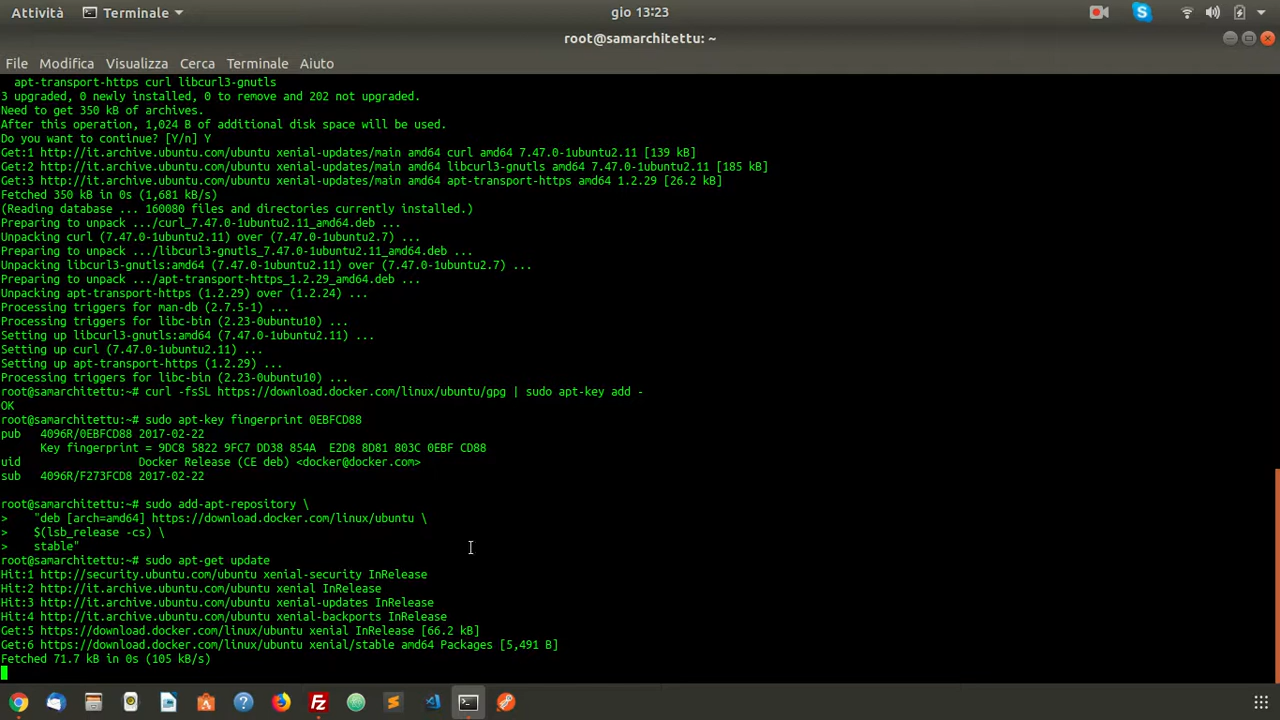 Attività
Terminale
gio 13:23
root@samarchitettu: ~
File Modifica Visualizza Cerca Terminale Aiuto
  apt-transport-https curl libcurl3-gnutls
3 upgraded, 0 newly installed, 0 to remove and 202 not upgraded.
Need to get 350 kB of archives.
After this operation, 1,024 B of additional disk space will be used.
Do you want to continue? [Y/n] Y
Get:1 http://it.archive.ubuntu.com/ubuntu xenial-updates/main amd64 curl amd64 7.47.0-1ubuntu2.11 [139 kB]
Get:2 http://it.archive.ubuntu.com/ubuntu xenial-updates/main amd64 libcurl3-gnutls amd64 7.47.0-1ubuntu2.11 [185 kB]
Get:3 http://it.archive.ubuntu.com/ubuntu xenial-updates/main amd64 apt-transport-https amd64 1.2.29 [26.2 kB]
Fetched 350 kB in 0s (1,681 kB/s)
(Reading database ... 160080 files and directories currently installed.)
Preparing to unpack .../curl_7.47.0-1ubuntu2.11_amd64.deb ...
Unpacking curl (7.47.0-1ubuntu2.11) over (7.47.0-1ubuntu2.7) ...
Preparing to unpack .../libcurl3-gnutls_7.47.0-1ubuntu2.11_amd64.deb ...
Unpacking libcurl3-gnutls:amd64 (7.47.0-1ubuntu2.11) over (7.47.0-1ubuntu2.7) ...
Preparing to unpack .../apt-transport-https_1.2.29_amd64.deb ...
Unpacking apt-transport-https (1.2.29) over (1.2.24) ...
Processing triggers for man-db (2.7.5-1) ...
Processing triggers for libc-bin (2.23-0ubuntu10) ...
Setting up libcurl3-gnutls:amd64 (7.47.0-1ubuntu2.11) ...
Setting up curl (7.47.0-1ubuntu2.11) ...
Setting up apt-transport-https (1.2.29) ...
Processing triggers for libc-bin (2.23-0ubuntu10) ...
root@samarchitettu:~# curl -fsSL https://download.docker.com/linux/ubuntu/gpg | sudo apt-key add -
OK
root@samarchitettu:~# sudo apt-key fingerprint 0EBFCD88
pub   4096R/0EBFCD88 2017-02-22
      Key fingerprint = 9DC8 5822 9FC7 DD38 854A  E2D8 8D81 803C 0EBF CD88
uid                  Docker Release (CE deb) <docker@docker.com>
sub   4096R/F273FCD8 2017-02-22
root@samarchitettu:~# sudo add-apt-repository \
>    "deb [arch=amd64] https://download.docker.com/linux/ubuntu \
>    $(lsb_release -cs) \
>    stable"
root@samarchitettu:~# sudo apt-get update
Hit:1 http://security.ubuntu.com/ubuntu xenial-security InRelease
Hit:2 http://it.archive.ubuntu.com/ubuntu xenial InRelease
Hit:3 http://it.archive.ubuntu.com/ubuntu xenial-updates InRelease
Hit:4 http://it.archive.ubuntu.com/ubuntu xenial-backports InRelease
Get:5 https://download.docker.com/linux/ubuntu xenial InRelease [66.2 kB]
Get:6 https://download.docker.com/linux/ubuntu xenial/stable amd64 Packages [5,491 B]
Fetched 71.7 kB in 0s (105 kB/s)